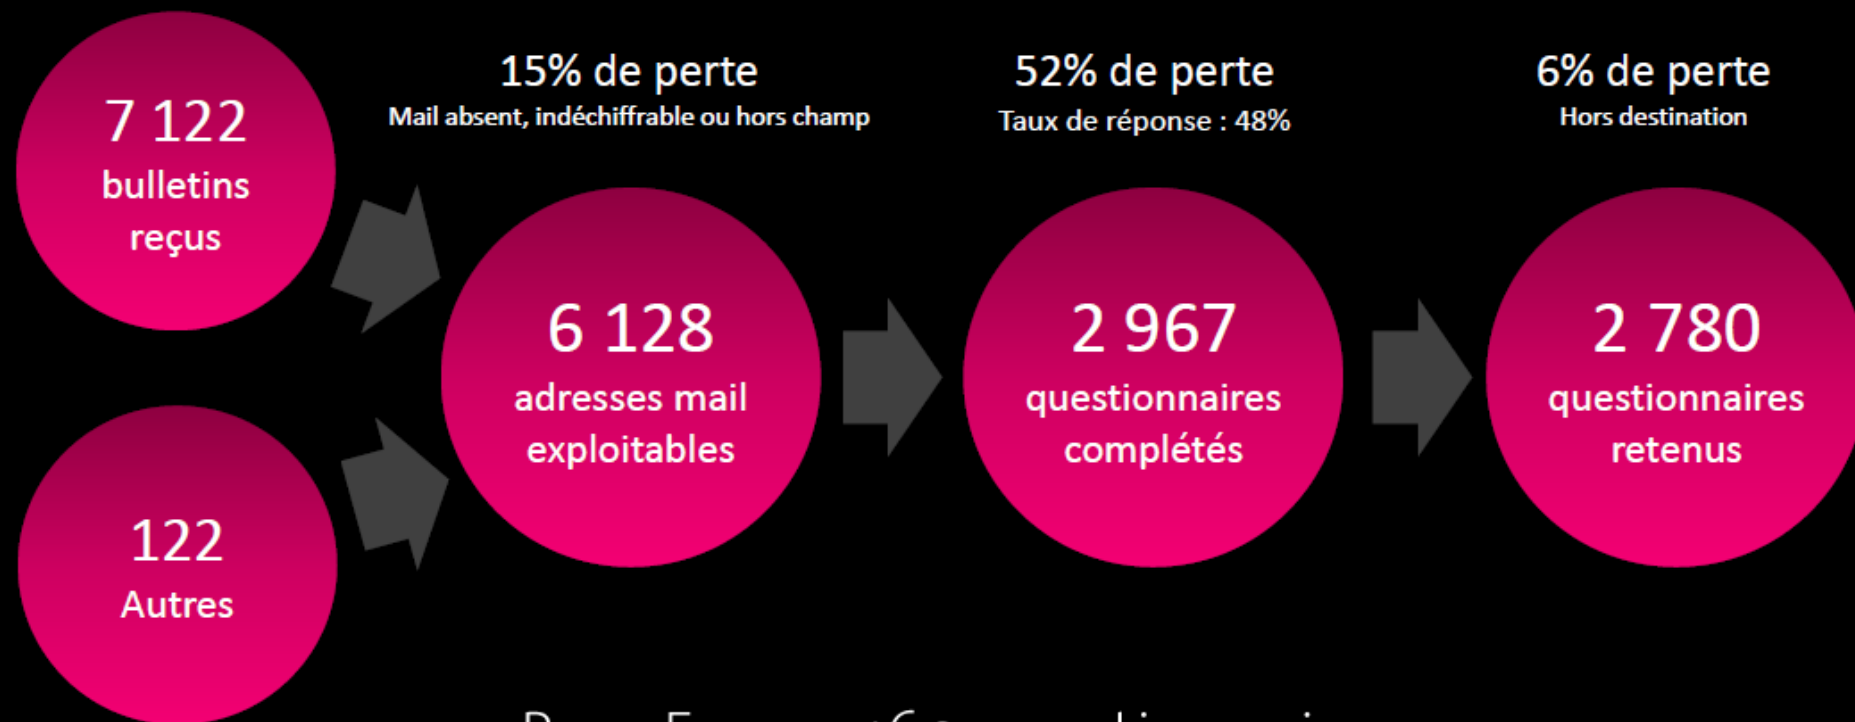 7 122
bulletins
reçus
15% de perte
Mail absent, indéchiffrable ou hors champ
52% de perte
Taux de réponse : 48%
6% de perte
Hors destination
6 128
adresses mail
exploitables
2 967
questionnaires
complétés
2 780
questionnaires
retenus
122
Autres